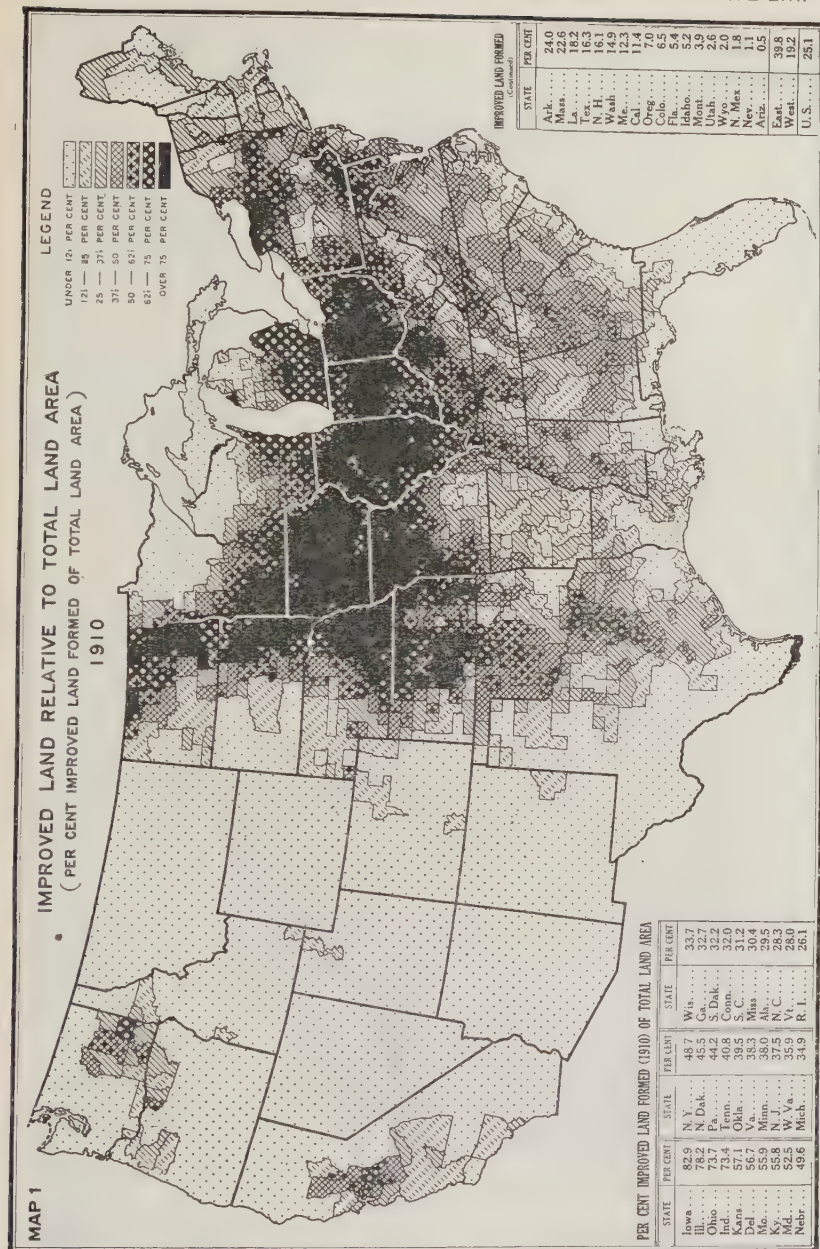 MAP 1
IMPROVED LAND RELATIVE TO TOTAL LAND AREA
( PER CENT IMPROVED LAND FORMED OF TOTAL LAND AREA )
1910
LEGEND
UNDER 12½ PER CENT
12½ — 25 PER CENT
25 — 37½ PER CENT
37½ — 50 PER CENT
50 — 62½ PER CENT
62½ — 75 PER CENT
OVER 75 PER CENT
PER CENT IMPROVED LAND FORMED (1910) OF TOTAL LAND AREA
STATE PER CENT STATE PER CENT STATE PER CENT
Iowa 82.9 N. Y. 48.7 Wis. 33.7
Ill. 78.2 N. Dak. 45.5 Ga. 32.7
Ohio 73.7 Pa. 44.2 S. Dak. 32.2
Ind. 73.4 Tenn. 40.8 Conn. 32.0
Kans. 57.1 Okla. 39.5 S. C. 31.2
Del. 56.7 Va. 38.3 Miss 30.4
Mo. 55.9 Minn. 38.0 Ala. 29.5
Ky. 55.8 N. J. 37.5 N. C. 28.3
Md. 52.5 W. Va. 35.9 Vt. 28.0
Nebr. 49.6 Mich. 34.9 R. I. 26.1
IMPROVED LAND FORMED
(Continued)
STATE PER CENT
Ark. 24.0
Mass. 22.6
La. 18.2
Tex. 16.3
N. H. 16.1
Wash 14.9
Me. 12.3
Cal. 11.4
Oreg. 7.0
Colo. 6.5
Fla. 5.4
Idaho. 5.2
Mont. 3.9
Utah. 2.6
Wyo. 2.0
N. Mex. 1.8
Nev. 1.1
Ariz. 0.5
East. 39.8
West. 19.2
U. S. 25.1